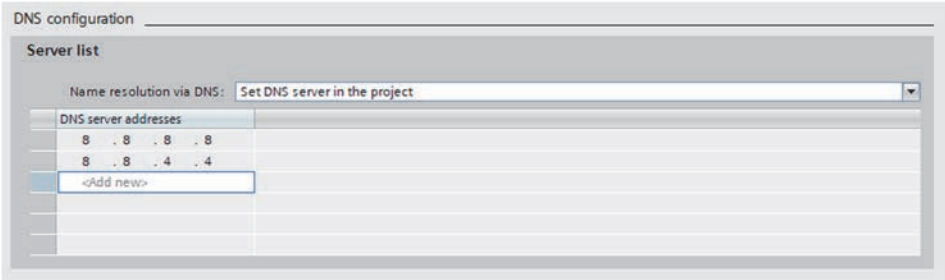 DNS configuration
Server list
Name resolution via DNS: Set DNS server in the project
DNS server addresses
8 . 8 . 8 . 8
8 . 8 . 4 . 4
<Add new>